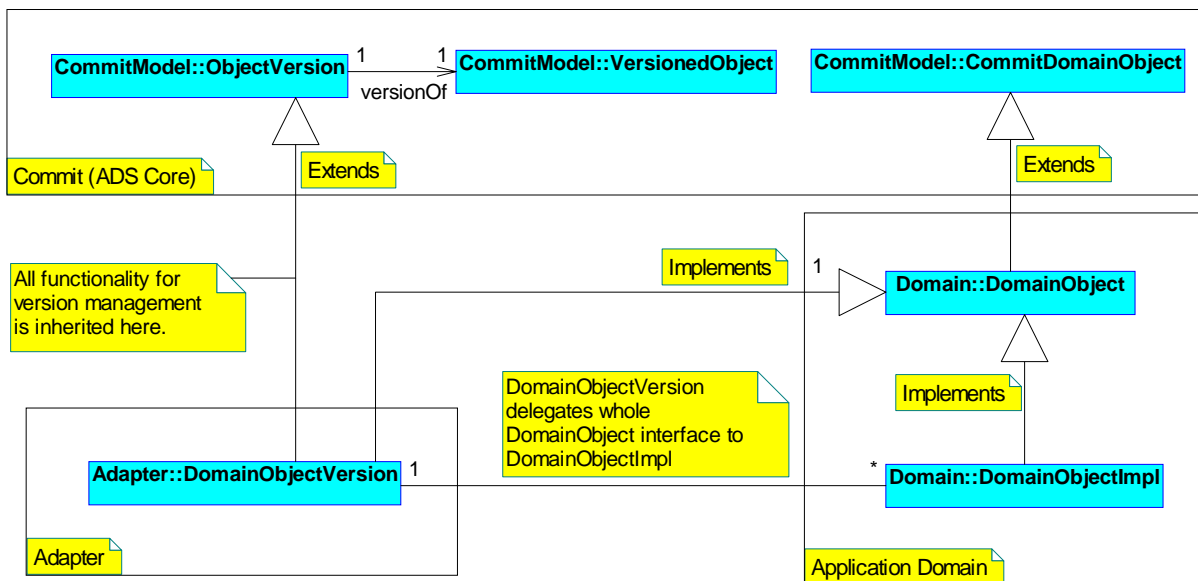 1
1
CommitModel::ObjectVersion
CommitModel::VersionedObject
CommitModel::CommitDomainObject
versionOf
Extends
Extends
Commit (ADS Core)
All functionality for
version management
is inherited here.
Implements
1
Domain::DomainObject
DomainObjectVersion
delegates whole
DomainObject interface to
DomainObjectImpl
Implements
Adapter::DomainObjectVersion
1
*
Domain::DomainObjectImpl
Adapter
Application Domain